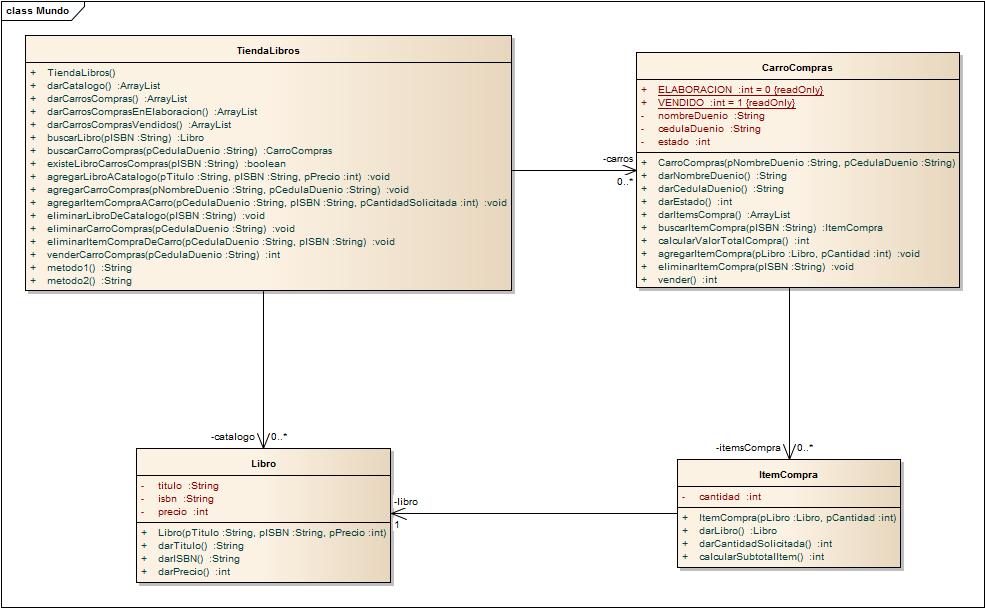 class Mundo
TiendaLibros
+ TiendaLibros()
+ darCatalogo() :ArrayList
+ darCarrosCompras() :ArrayList
+ darCarrosComprasEnElaboracion() :ArrayList
+ darCarrosComprasVendidos() :ArrayList
+ buscarLibro(pISBN :String) :Libro
+ buscarCarroCompras(pCedulaDuenio :String) :CarroCompras
+ existeLibroCarrosCompras(pISBN :String) :boolean
+ agregarLibroACatalogo(pTitulo :String, pISBN :String, pPrecio :int) :void
+ agregarCarroCompras(pNombreDuenio :String, pCedulaDuenio :String) :void
+ agregarItemCompraACarro(pCedulaDuenio :String, pISBN :String, pCantidadSolicitada :int) :void
+ eliminarLibroDeCatalogo(pISBN :String) :void
+ eliminarCarroCompras(pCedulaDuenio :String) :void
+ eliminarItemCompraDeCarro(pCedulaDuenio :String, pISBN :String) :void
+ venderCarroCompras(pCedulaDuenio :String) :int
+ metodo1() :String
+ metodo2() :String
CarroCompras
+ ELABORACION :int = 0 {readOnly}
+ VENDIDO :int = 1 {readOnly}
- nombreDuenio :String
- cedulaDuenio :String
- estado :int
+ CarroCompras(pNombreDuenio :String, pCedulaDuenio :String)
+ darNombreDuenio() :String
+ darCedulaDuenio() :String
+ darEstado() :int
+ darItemsCompra() :ArrayList
+ buscarItemCompra(pISBN :String) :ItemCompra
+ calcularValorTotalCompra() :int
+ agregarItemCompra(pLibro :Libro, pCantidad :int) :void
+ eliminarItemCompra(pISBN :String) :void
+ vender() :int
-carros
0..*
-catalogo 0..*
-itemsCompra 0..*
Libro
- titulo :String
- isbn :String
- precio :int
+ Libro(pTitulo :String, pISBN :String, pPrecio :int)
+ darTitulo() :String
+ darISBN() :String
+ darPrecio() :int
-libro
1
ItemCompra
- cantidad :int
+ ItemCompra(pLibro :Libro, pCantidad :int)
+ darLibro() :Libro
+ darCantidadSolicitada() :int
+ calcularSubtotalItem() :int